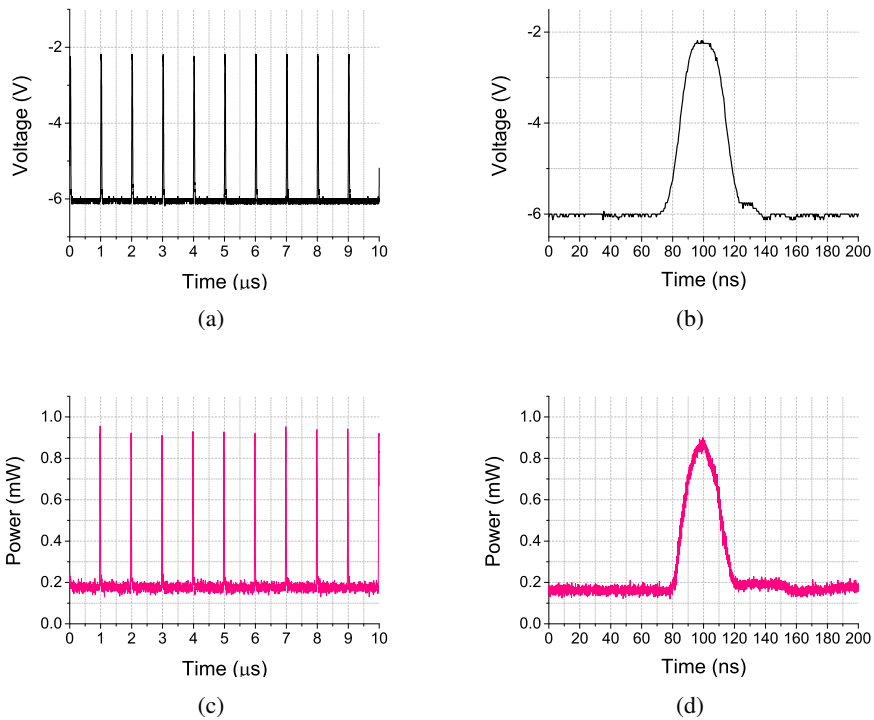 -2
-4
-6
Voltage (V)
0 1 2 3 4 5 6 7 8 9 10
Time (μs)
(a)
-2
-4
-6
Voltage (V)
0 20 40 60 80 100 120 140 160 180 200
Time (ns)
(b)
1.0
0.8
0.6
0.4
0.2
0.0
Power (mW)
0 1 2 3 4 5 6 7 8 9 10
Time (μs)
(c)
1.0
0.8
0.6
0.4
0.2
0.0
Power (mW)
0 20 40 60 80 100 120 140 160 180 200
Time (ns)
(d)